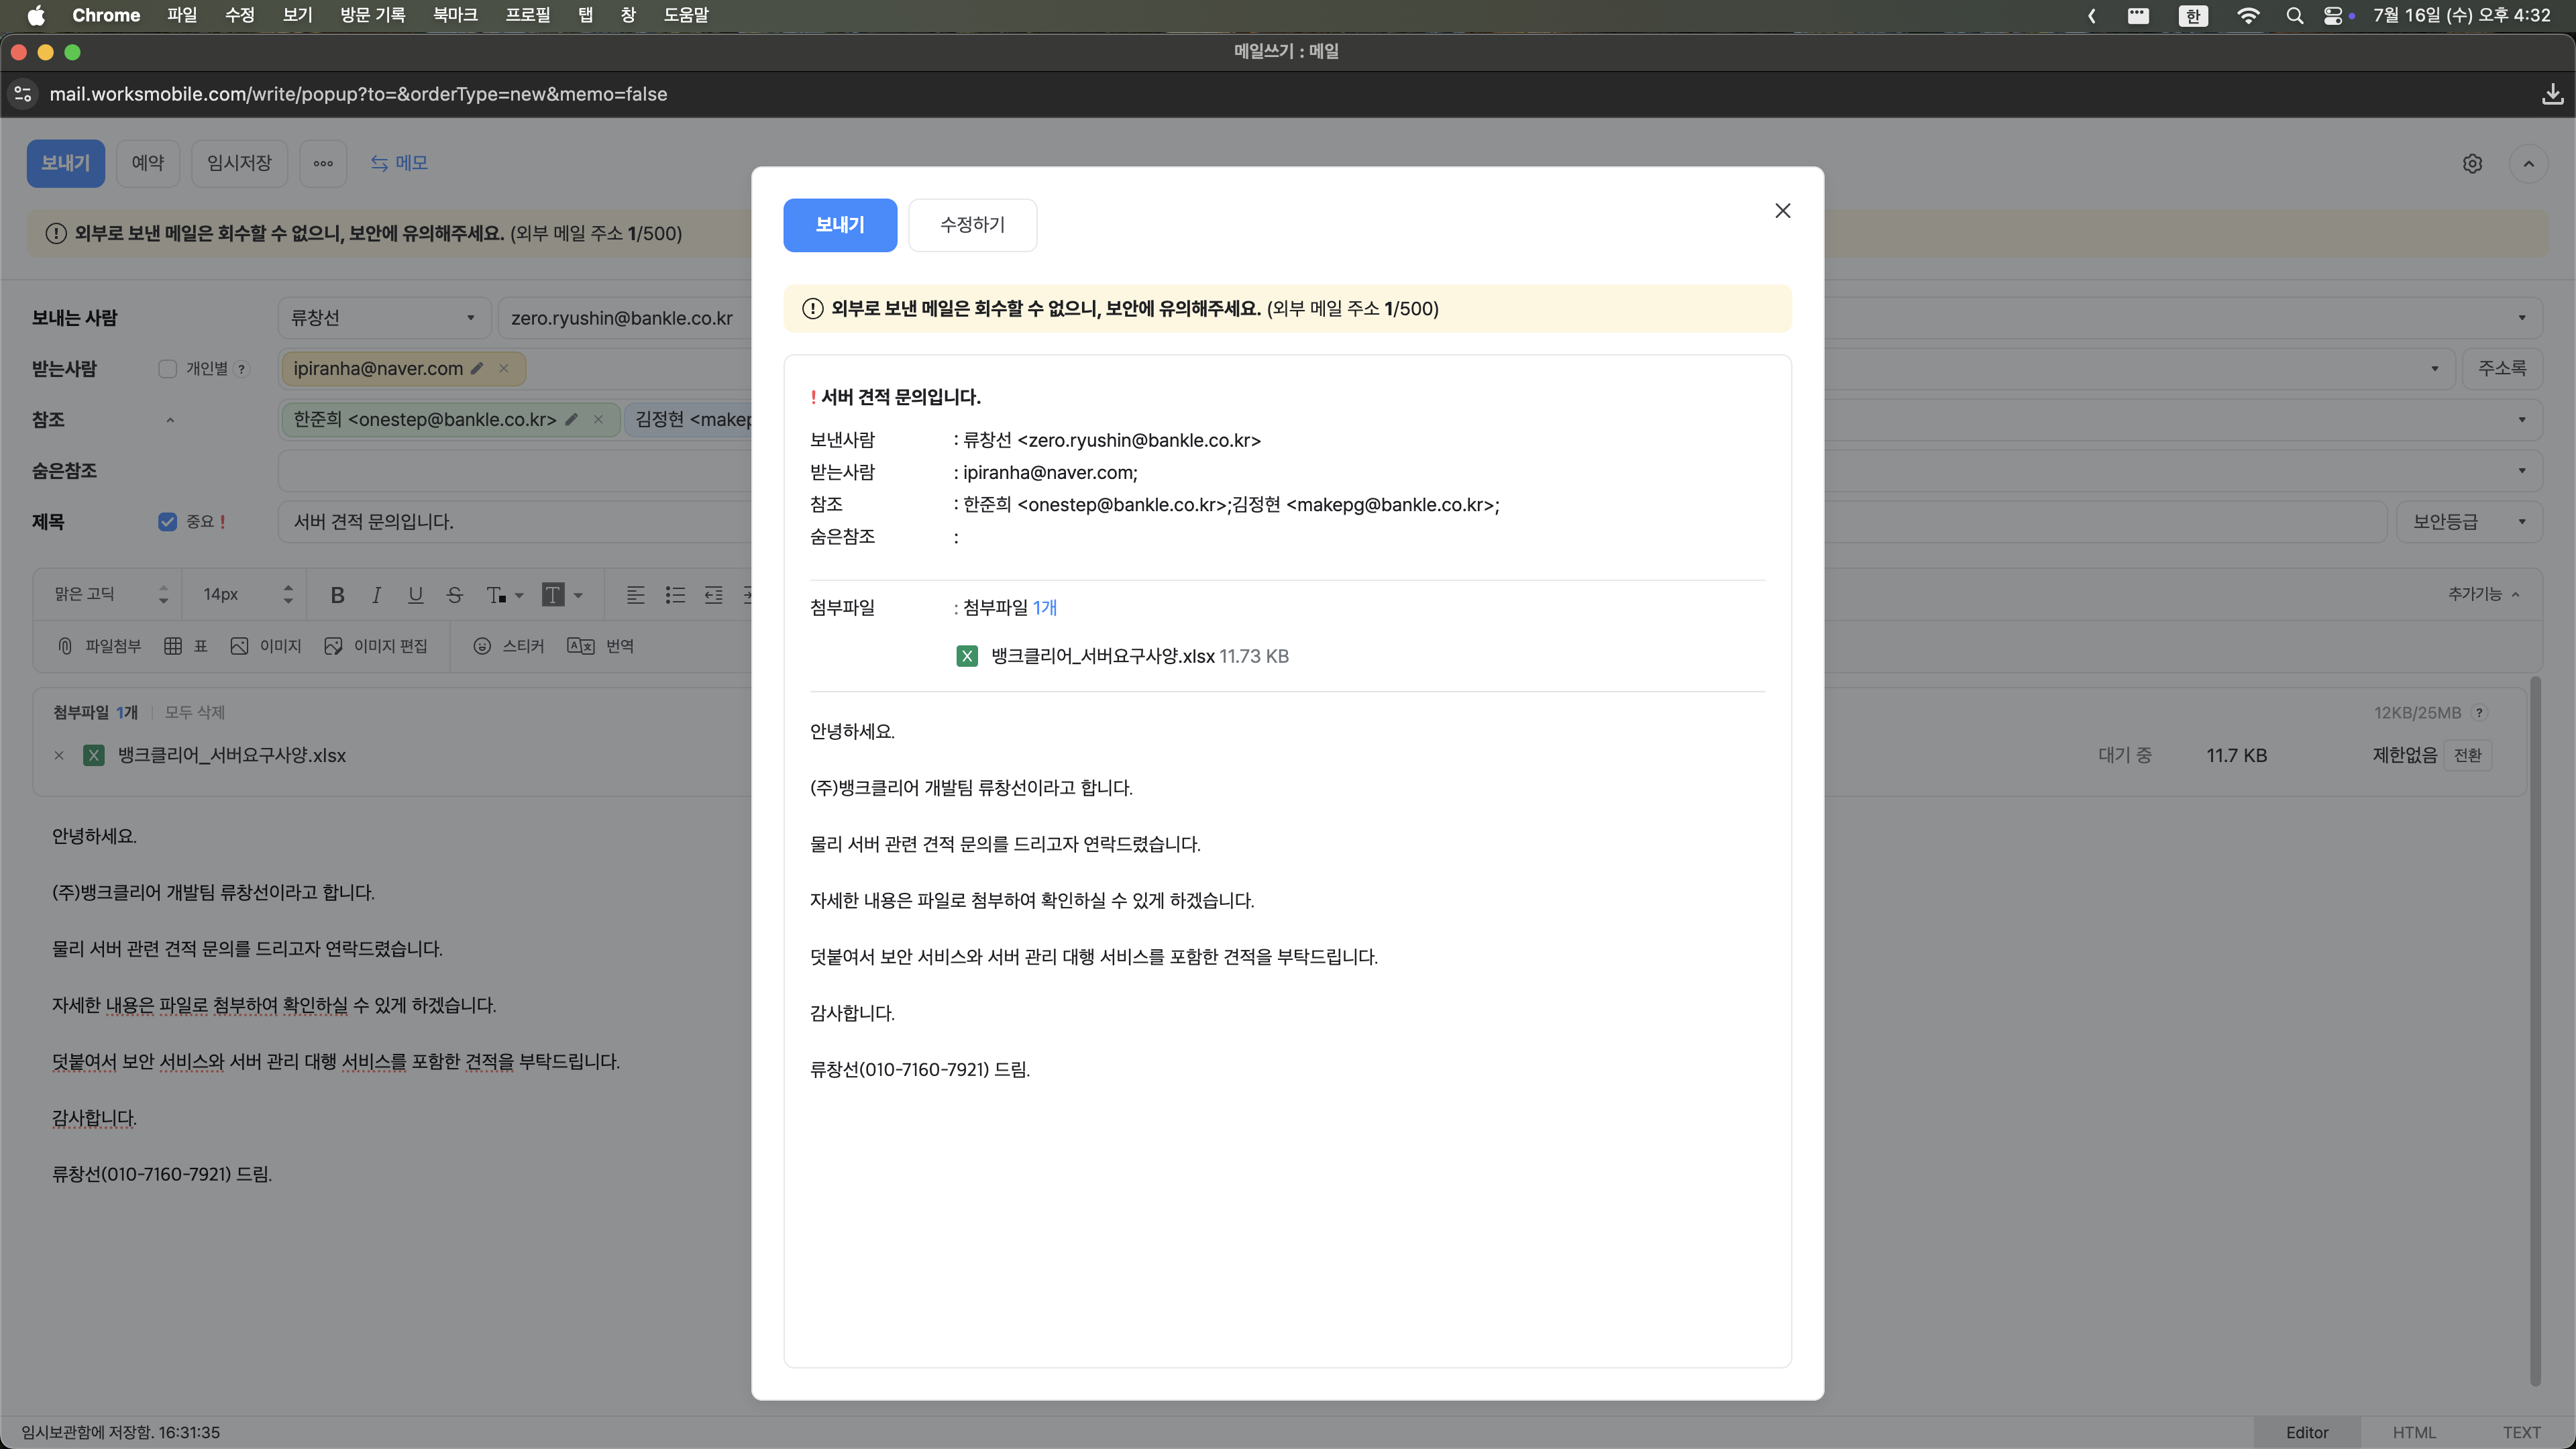 Chrome 파일 수정 보기 방문 기록 북마크 프로필 탭 창 도움말 한 7월 16일 (수) 오후 4:32
메일쓰기 : 메일
mail.worksmobile.com/write/popup?to=&orderType=new&memo=false
보내기 예약 임시저장 메모
외부로 보낸 메일은 회수할 수 없으니, 보안에 유의해주세요. (외부 메일 주소 1/500)
보내는 사람 류창선 zero.ryushin@bankle.co.kr
받는사람 개인별 ? ipiranha@naver.com 주소록
참조 한준희 <onestep@bankle.co.kr> 김정현 <makep
숨은참조
제목 중요 ! 서버 견적 문의입니다. 보안등급
맑은 고딕 14px B I U S T T 추가기능
파일첨부 표 이미지 이미지 편집 스티커 번역
첨부파일 1개 모두 삭제 12KB/25MB ?
X 뱅크클리어_서버요구사양.xlsx 대기 중 11.7 KB 제한없음 전환
안녕하세요.
(주)뱅크클리어 개발팀 류창선이라고 합니다.
물리 서버 관련 견적 문의를 드리고자 연락드렸습니다.
자세한 내용은 파일로 첨부하여 확인하실 수 있게 하겠습니다.
덧붙여서 보안 서비스와 서버 관리 대행 서비스를 포함한 견적을 부탁드립니다.
감사합니다.
류창선(010-7160-7921) 드림.
임시보관함에 저장함. 16:31:35 Editor HTML TEXT
보내기 수정하기
외부로 보낸 메일은 회수할 수 없으니, 보안에 유의해주세요. (외부 메일 주소 1/500)
! 서버 견적 문의입니다.
보낸사람 : 류창선 <zero.ryushin@bankle.co.kr>
받는사람 : ipiranha@naver.com;
참조 : 한준희 <onestep@bankle.co.kr>;김정현 <makepg@bankle.co.kr>;
숨은참조 :
첨부파일 : 첨부파일 1개
X 뱅크클리어_서버요구사양.xlsx 11.73 KB
안녕하세요.
(주)뱅크클리어 개발팀 류창선이라고 합니다.
물리 서버 관련 견적 문의를 드리고자 연락드렸습니다.
자세한 내용은 파일로 첨부하여 확인하실 수 있게 하겠습니다.
덧붙여서 보안 서비스와 서버 관리 대행 서비스를 포함한 견적을 부탁드립니다.
감사합니다.
류창선(010-7160-7921) 드림.